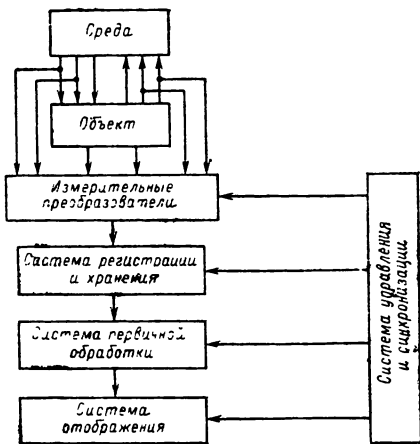 Среда
Объект
Измерительные
преобразователи
Система регистрации
и хранения
Система первичной
обработки
Система
отображения
Система управления
и синхронизации